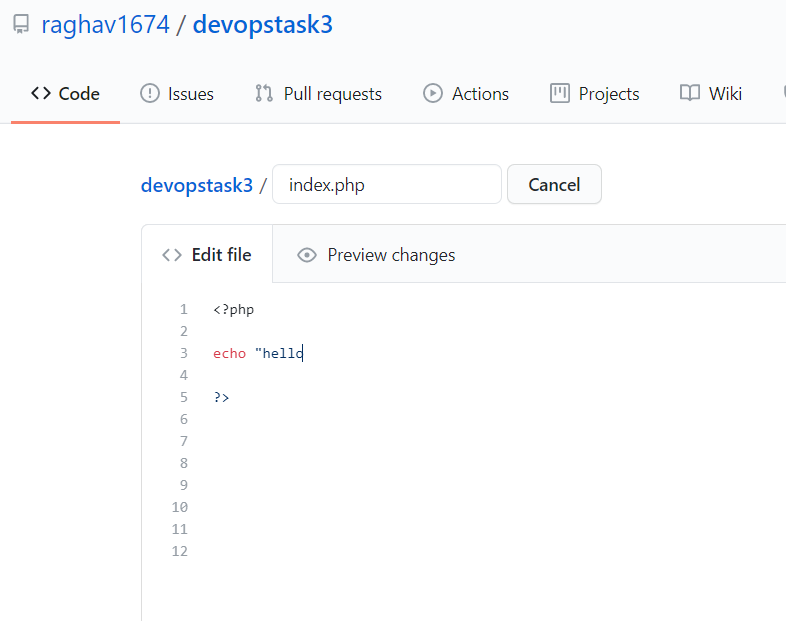 raghav1674 / devopstask3
Code Issues Pull requests Actions Projects Wiki
devopstask3 / index.php Cancel
Edit file Preview changes
1 <?php
2
3 echo "hello
4
5 ?>
6
7
8
9
10
11
12